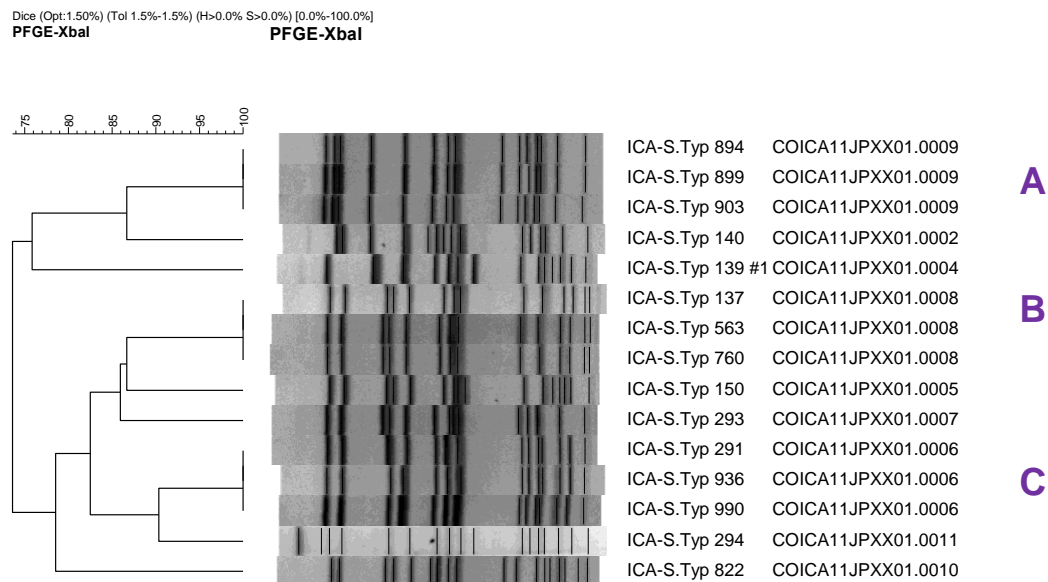 Dice (Opt:1.50%) (Tol 1.5%-1.5%) (H>0.0% S>0.0%) [0.0%-100.0%]
PFGE-XbaI PFGE-XbaI
75 80 85 90 95 100
ICA-S.Typ 894 COICA11JPXX01.0009
ICA-S.Typ 899 COICA11JPXX01.0009
A
ICA-S.Typ 903 COICA11JPXX01.0009
ICA-S.Typ 140 COICA11JPXX01.0002
ICA-S.Typ 139 #1 COICA11JPXX01.0004
ICA-S.Typ 137 COICA11JPXX01.0008
B
ICA-S.Typ 563 COICA11JPXX01.0008
ICA-S.Typ 760 COICA11JPXX01.0008
ICA-S.Typ 150 COICA11JPXX01.0005
ICA-S.Typ 293 COICA11JPXX01.0007
ICA-S.Typ 291 COICA11JPXX01.0006
ICA-S.Typ 936 COICA11JPXX01.0006
C
ICA-S.Typ 990 COICA11JPXX01.0006
ICA-S.Typ 294 COICA11JPXX01.0011
ICA-S.Typ 822 COICA11JPXX01.0010